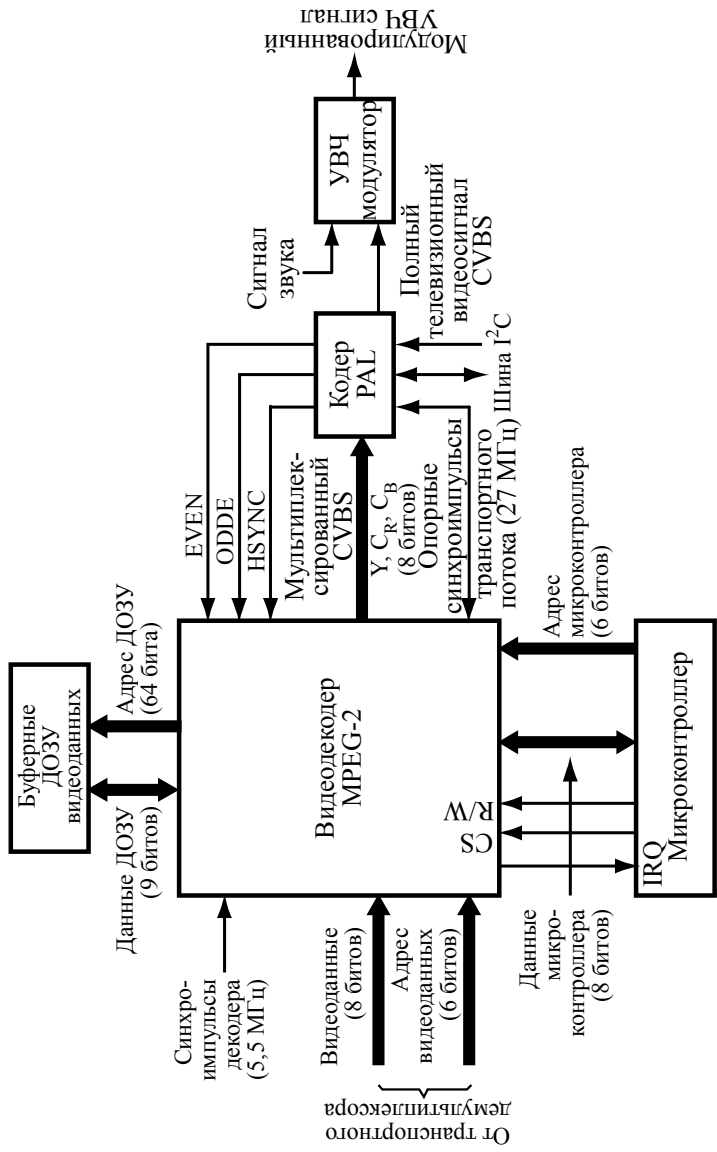 Буферные
ДОЗУ
видеоданных
Данные ДОЗУ
(9 битов)
Адрес ДОЗУ
(64 бита)
Синхро-
импульсы
декодера
(5,5 МГц)
Видеодекодер
MPEG-2
EVEN
ODDE
HSYNC
Мультиплек-
сированный
CVBS
Y, C_R, C_B
(8 битов)
Опорные
синхроимпульсы
транспортного
потока (27 МГц)
Кодер
PAL
Шина I²C
Сигнал
звука
Полный
телевизионный
видеосигнал
CVBS
УВЧ
модулятор
Модулированный
УВЧ сигнал
Видеоданные
(8 битов)
Адрес
видеоданных
(6 битов)
От транспортного
демультиплексора
CS
R/W
IRQ
Микроконтроллер
Данные
микро-
контроллера
(8 битов)
Адрес
микроконтроллера
(6 битов)